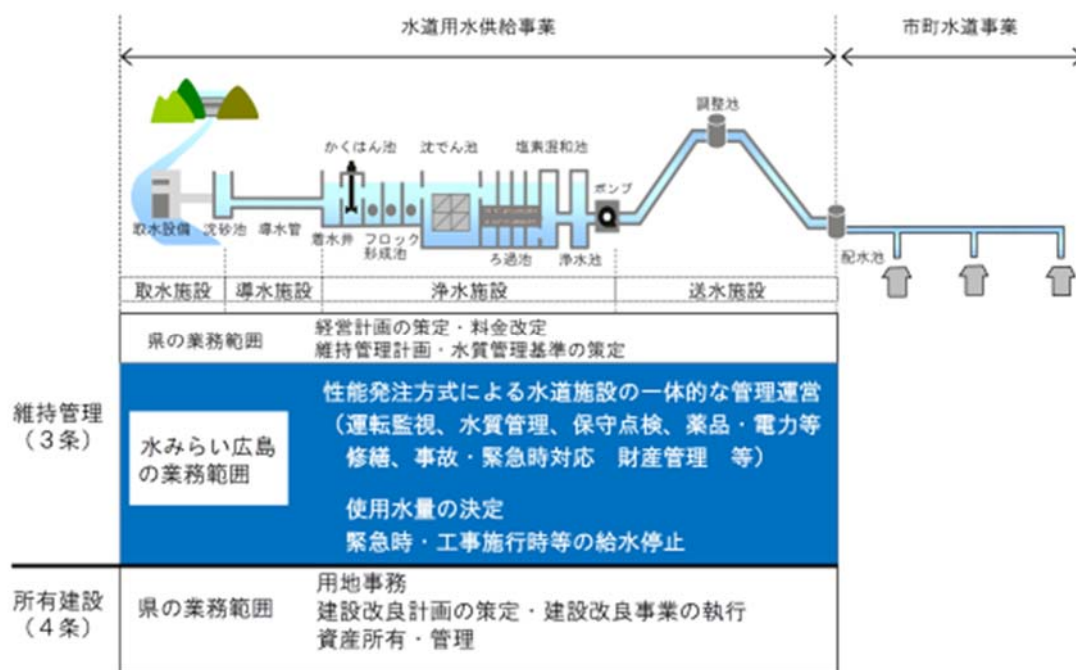 水道用水供給事業
市町水道事業
調整池
かくはん池
沈でん池
塩素混和池
ポンプ
取水設備
沈砂池
導水管
着水井
フロック
形成池
ろ過池
浄水池
配水池
取水施設
導水施設
浄水施設
送水施設
維持管理
(3条)
県の業務範囲
経営計画の策定・料金改定
維持管理計画・水質管理基準の策定
水みらい広島
の業務範囲
性能発注方式による水道施設の一体的な管理運営
(運転監視、水質管理、保守点検、薬品・電力等
修繕、事故・緊急時対応 財産管理 等)
使用水量の決定
緊急時・工事施行時等の給水停止
所有建設
(4条)
県の業務範囲
用地事務
建設改良計画の策定・建設改良事業の執行
資産所有・管理